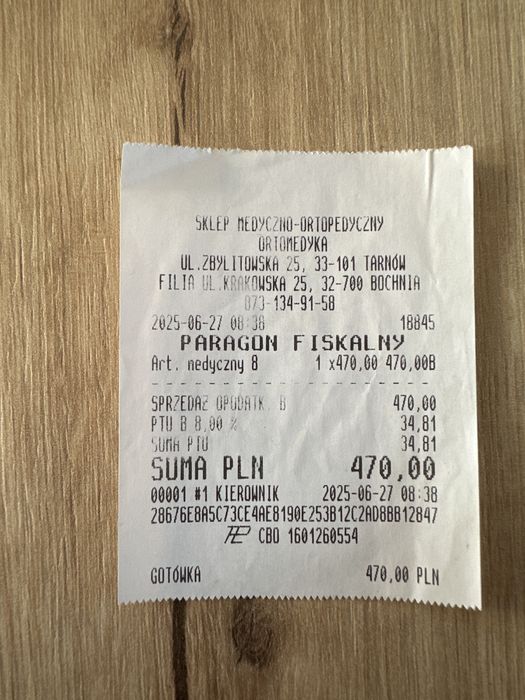 SKLEP MEDYCZNO-ORTOPEDYCZNY
ORTOMEDYKA
UL.ZBYLITOWSKA 25, 33-101 TARNÓW
FILIA UL.KRAKOWSKA 25, 32-700 BOCHNIA
873-134-91-58
2025-06-27 08:38 18845
PARAGON FISKALNY
Art. medyczny 8 1 x470,00 470,00B
SPRZEDAŻ OPODATK. B 470,00
PTU B 8,00 % 34,81
SUMA PTU 34,81
SUMA PLN 470,00
00001 #1 KIEROWNIK 2025-06-27 08:38
28676E8A5C73CE4AE8190E253B12C2AD8BB12847
CBD 1601260554
GOTÓWKA 470,00 PLN